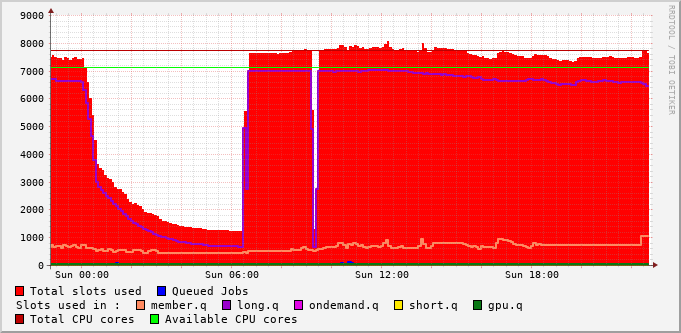 9000
8000
7000
6000
5000
4000
3000
2000
1000
0
Sun 00:00 Sun 06:00 Sun 12:00 Sun 18:00
RRDTOOL / TOBI OETIKER
Total slots used Queued Jobs
Slots used in : member.q long.q ondemand.q short.q gpu.q
Total CPU cores Available CPU cores